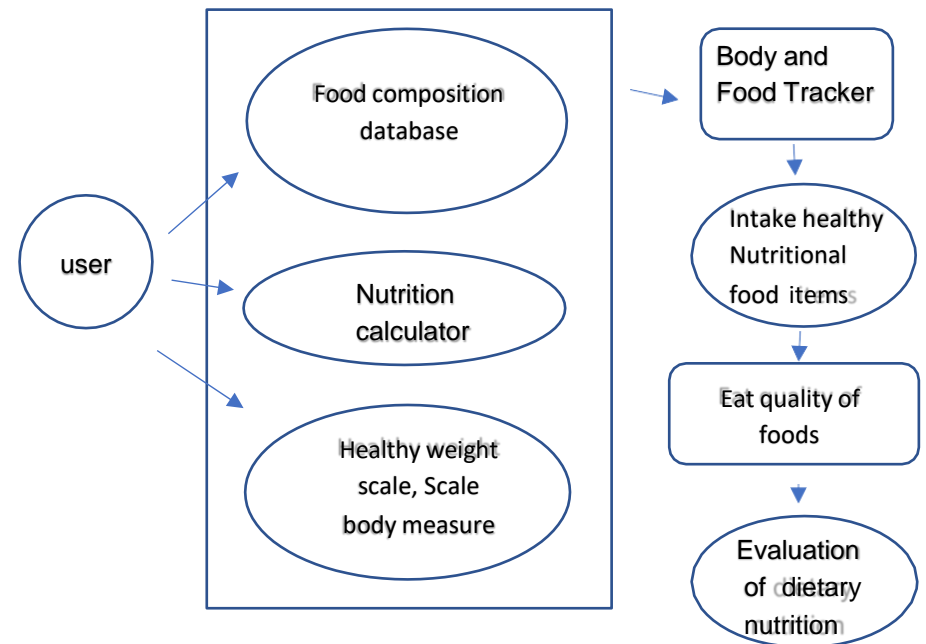 user
Food composition
database
Nutrition
calculator
Healthy weight
scale, Scale
body measure
Body and
Food Tracker
Intake healthy
Nutritional
food items
Eat quality of
foods
Evaluation
of dietary
nutrition